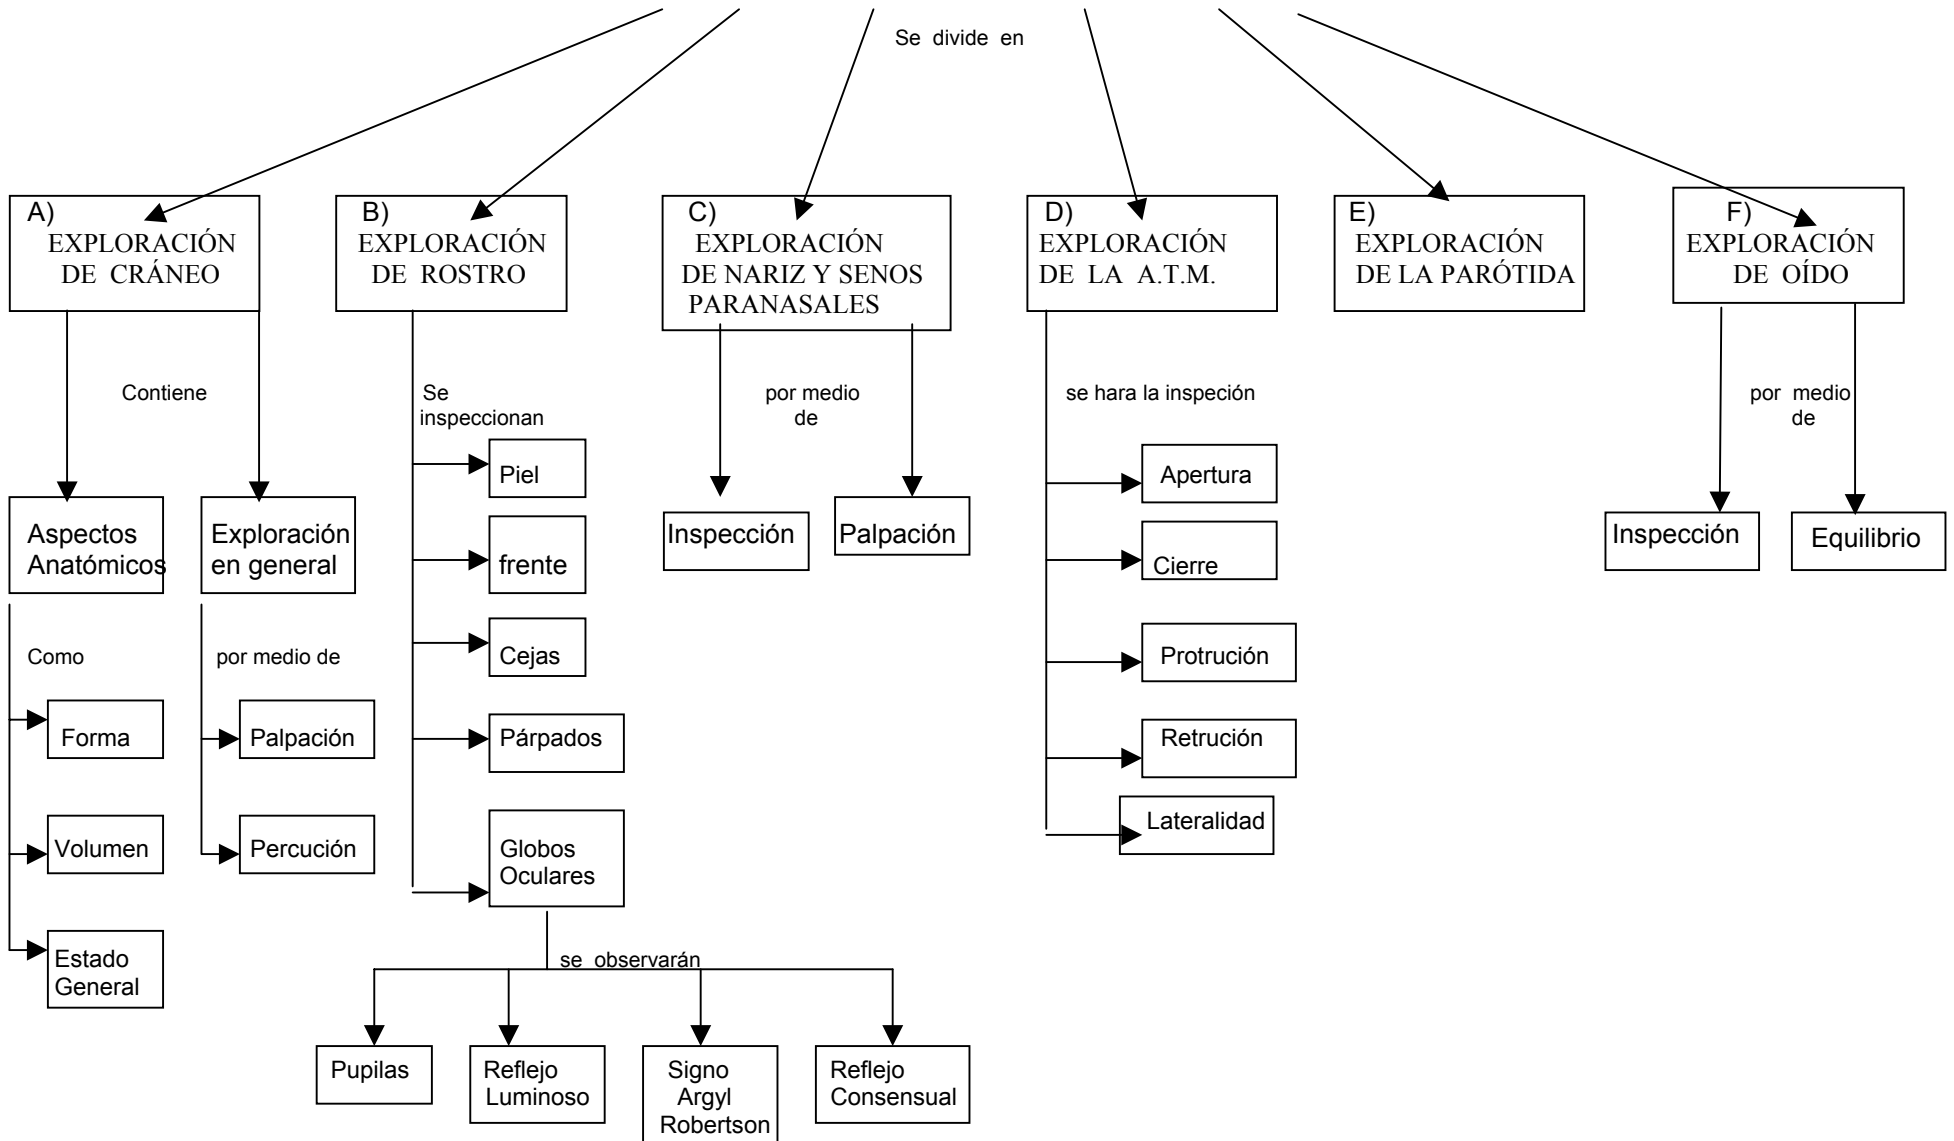 Se divide en
A)
EXPLORACIÓN
DE CRÁNEO
B)
EXPLORACIÓN
DE ROSTRO
C)
EXPLORACIÓN
DE NARIZ Y SENOS
PARANASALES
D)
EXPLORACIÓN
DE LA A.T.M.
E)
EXPLORACIÓN
DE LA PARÓTIDA
F)
EXPLORACIÓN
DE OÍDO
Contiene
Se
inspeccionan
por medio
de
se hara la inspeción
por medio
de
Aspectos
Anatómicos
Exploración
en general
Como
por medio de
Forma
Volumen
Estado
General
Palpación
Percución
Piel
frente
Cejas
Párpados
Globos
Oculares
se observarán
Pupilas
Reflejo
Luminoso
Signo
Argyl
Robertson
Reflejo
Consensual
Inspección
Palpación
Apertura
Cierre
Protrución
Retrución
Lateralidad
Inspección
Equilibrio